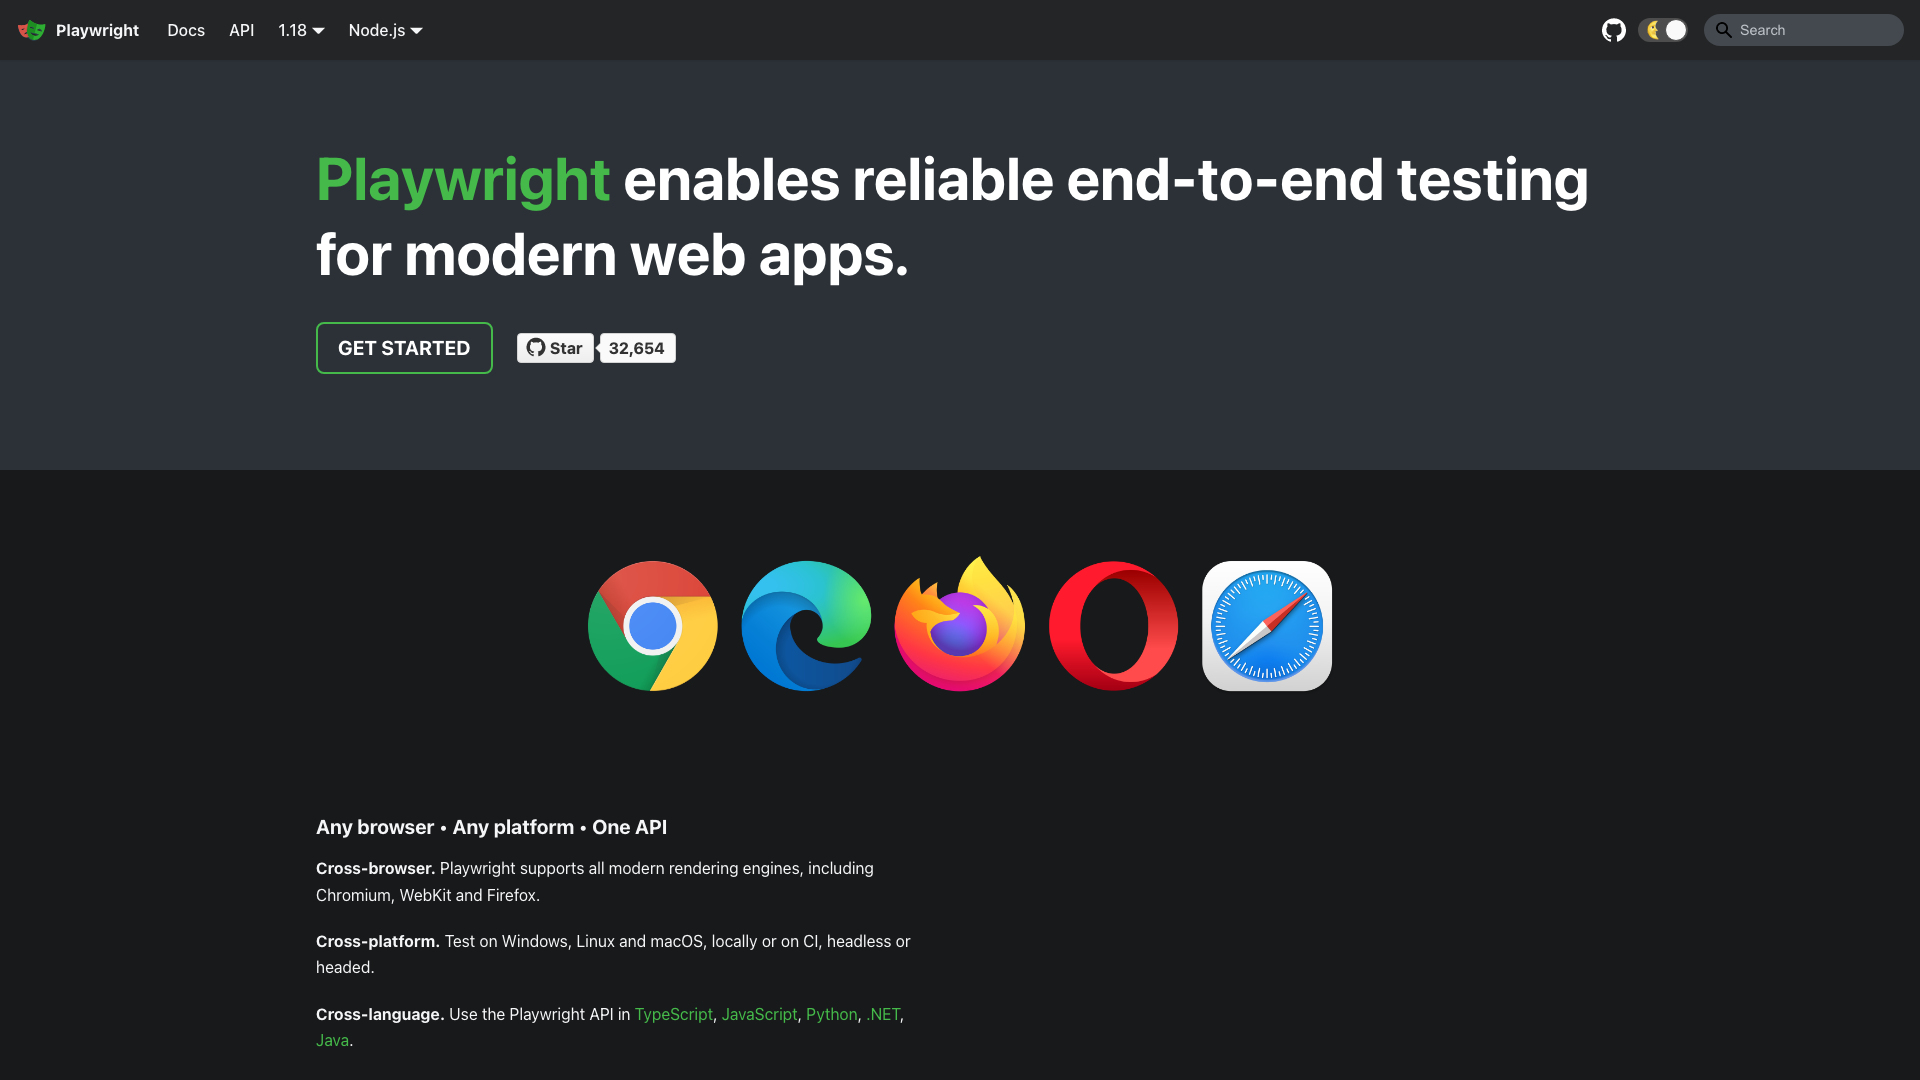 Playwright
Docs
API
1.18
Node.js
Search
Playwright enables reliable end-to-end testing
for modern web apps.
GET STARTED
Star
32,654
Any browser • Any platform • One API
Cross-browser. Playwright supports all modern rendering engines, including
Chromium, WebKit and Firefox.
Cross-platform. Test on Windows, Linux and macOS, locally or on CI, headless or
headed.
Cross-language. Use the Playwright API in TypeScript, JavaScript, Python, .NET,
Java.